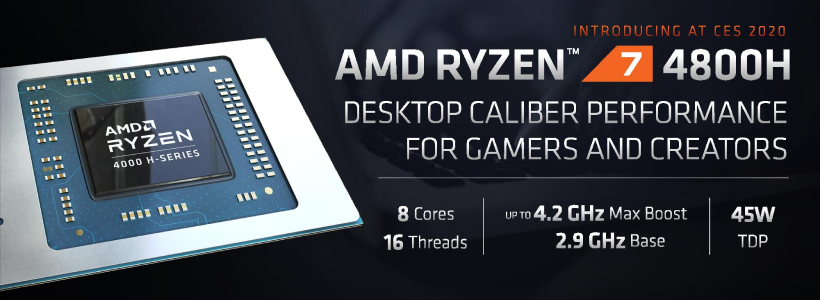 INTRODUCING AT CES 2020
AMD RYZEN™ 7 4800H
DESKTOP CALIBER PERFORMANCE
FOR GAMERS AND CREATORS
AMD
RYZEN
4000 H-SERIES
8 Cores
16 Threads
UP TO 4.2 GHz Max Boost
2.9 GHz Base
45W
TDP